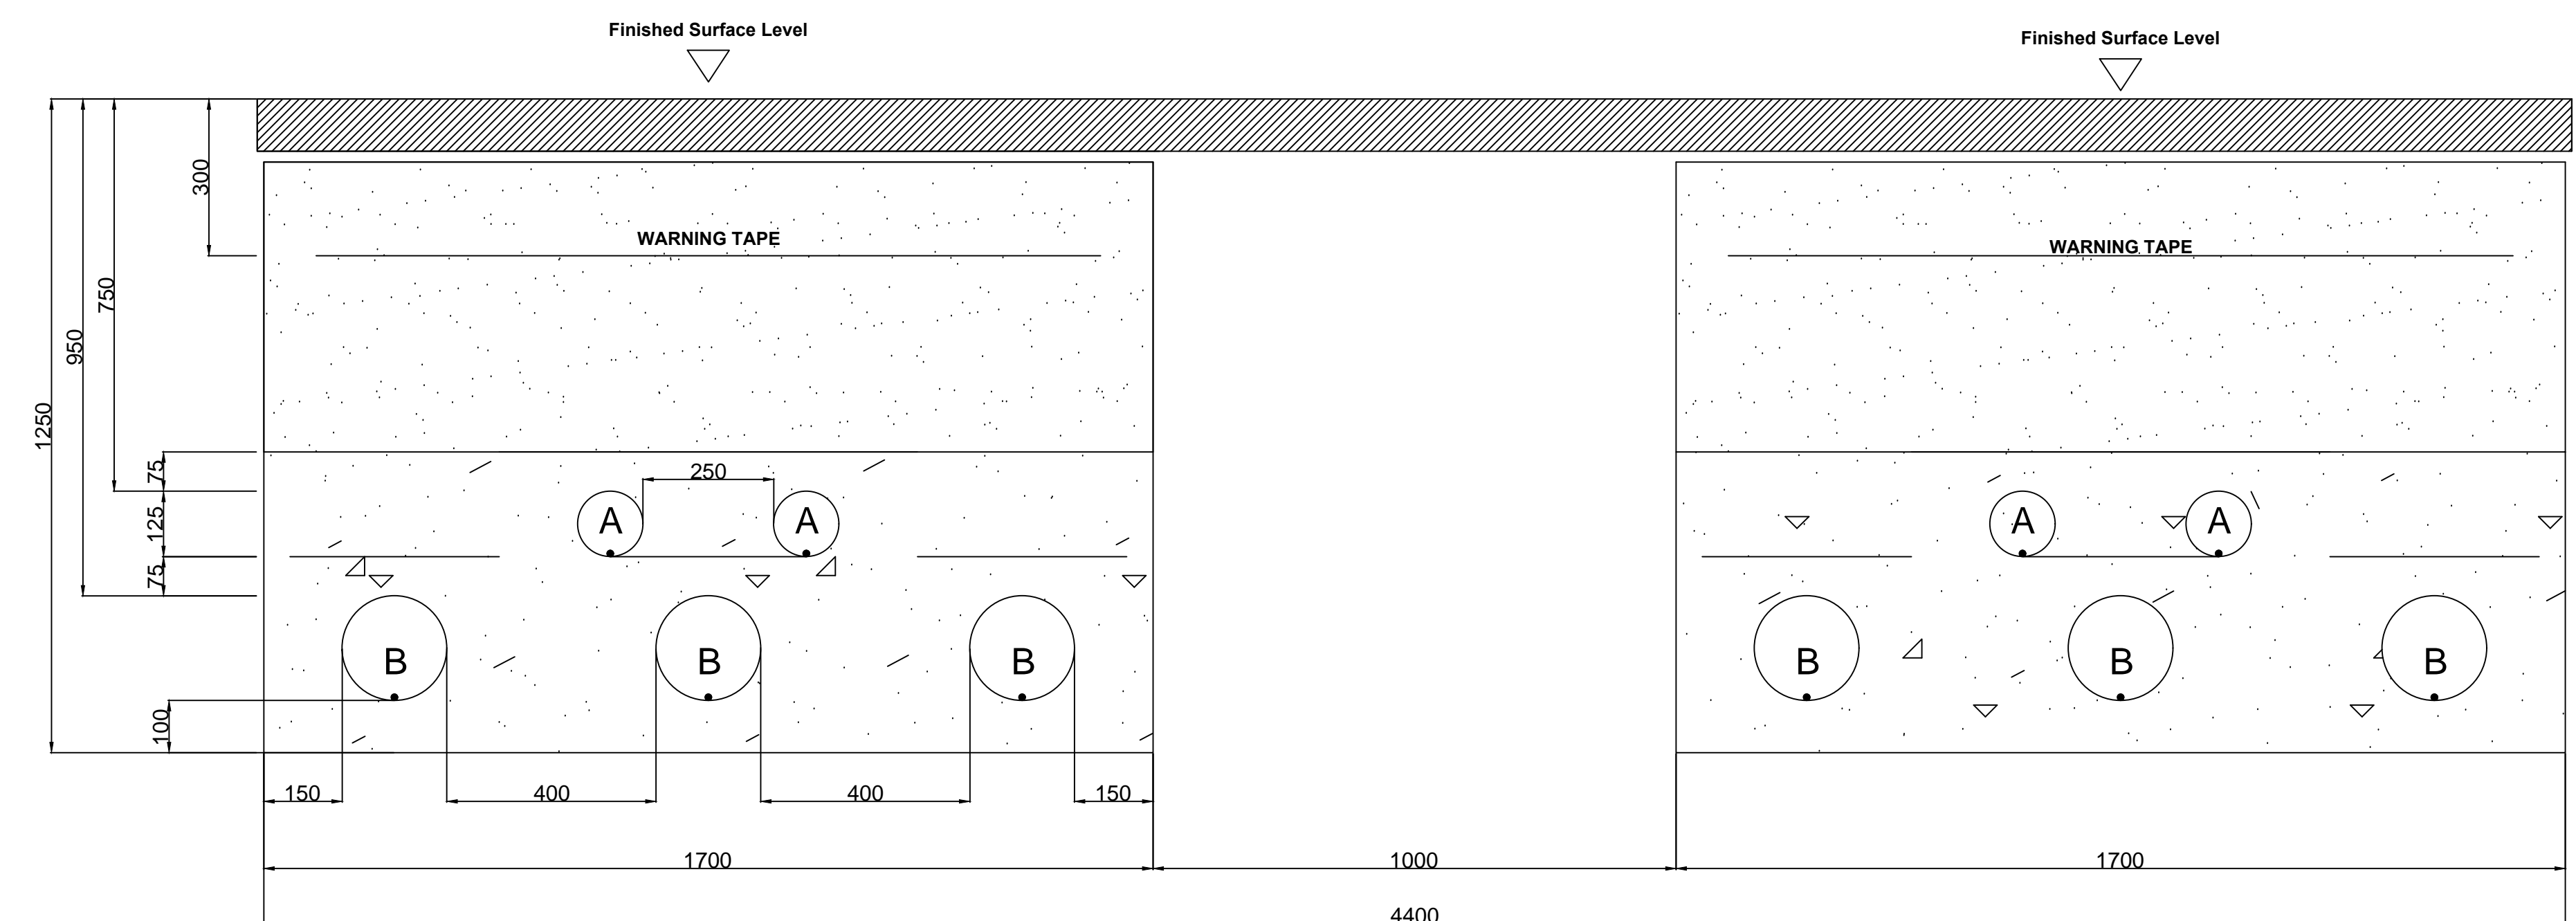 Finished Surface Level
Finished Surface Level
300
WARNING TAPE
WARNING TAPE
750
950
1250
75
250
125
A
A
A
A
75
B
B
B
B
B
B
100
150
400
400
150
1700
1000
1700
4400